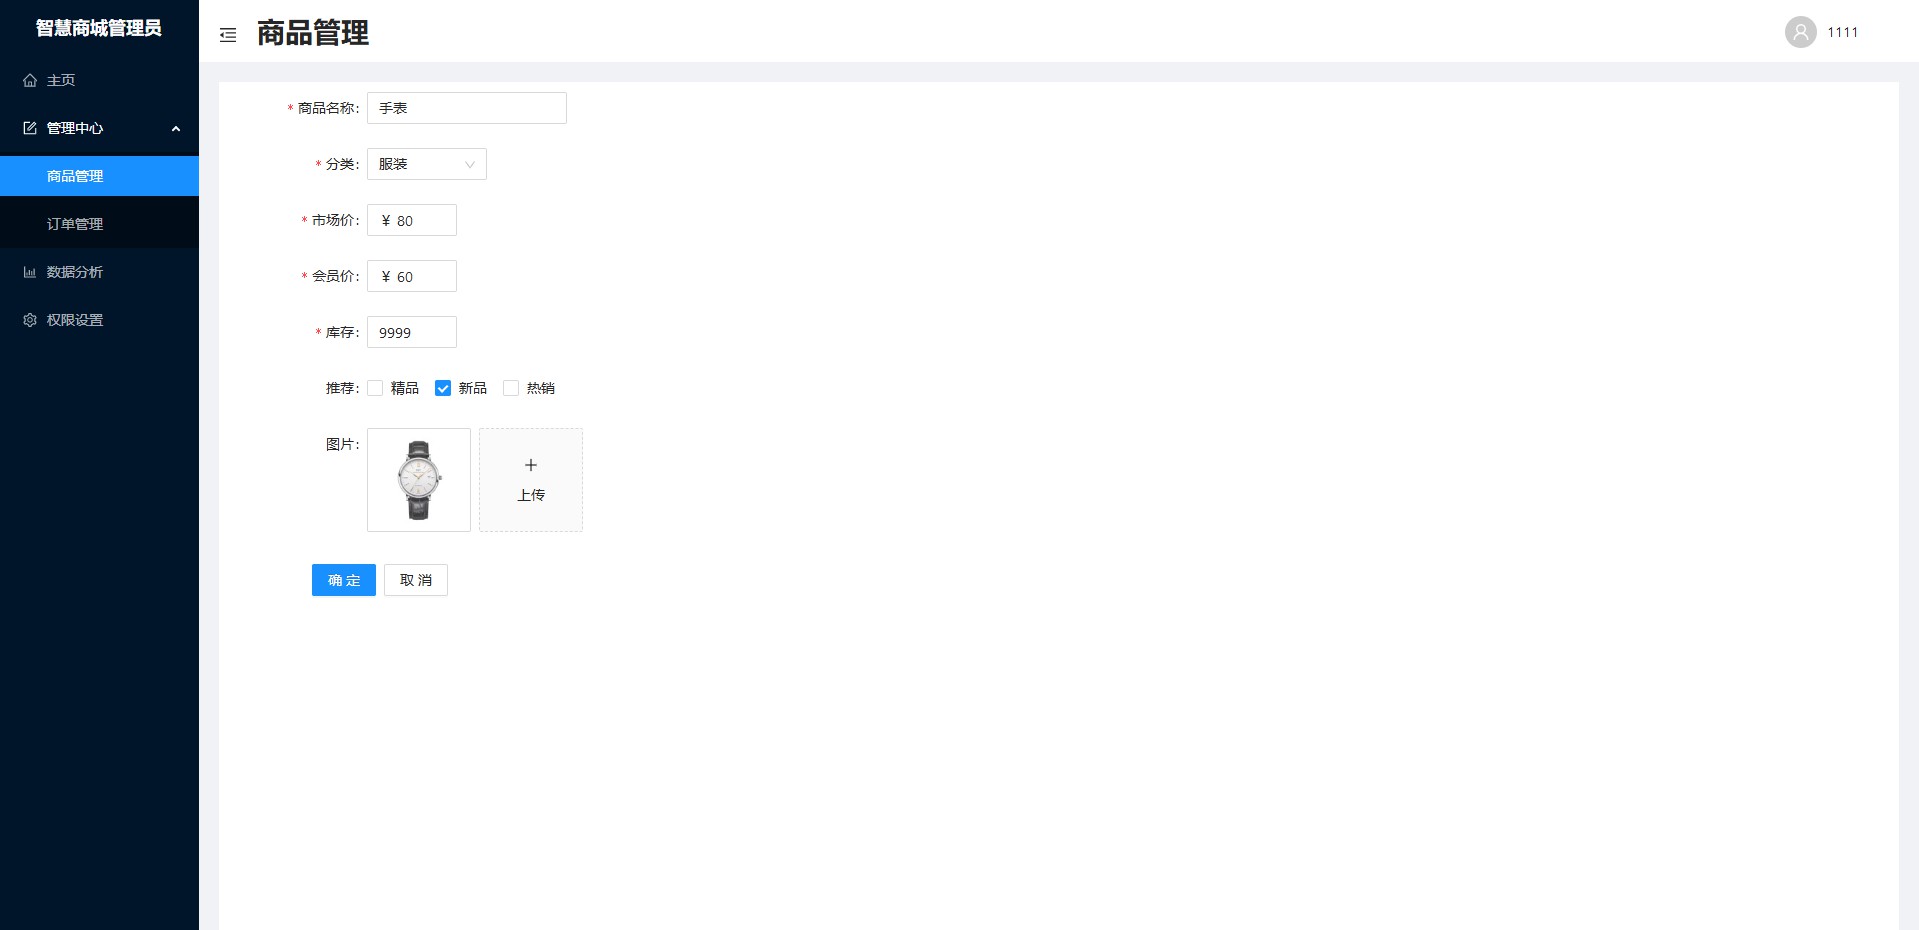 智慧商城管理员
主页
管理中心
商品管理
订单管理
数据分析
权限设置
商品管理
1111
* 商品名称: 手表
* 分类: 服装
* 市场价: ¥ 80
* 会员价: ¥ 60
* 库存: 9999
推荐: 精品 新品 热销
图片:
上传
确 定 取 消